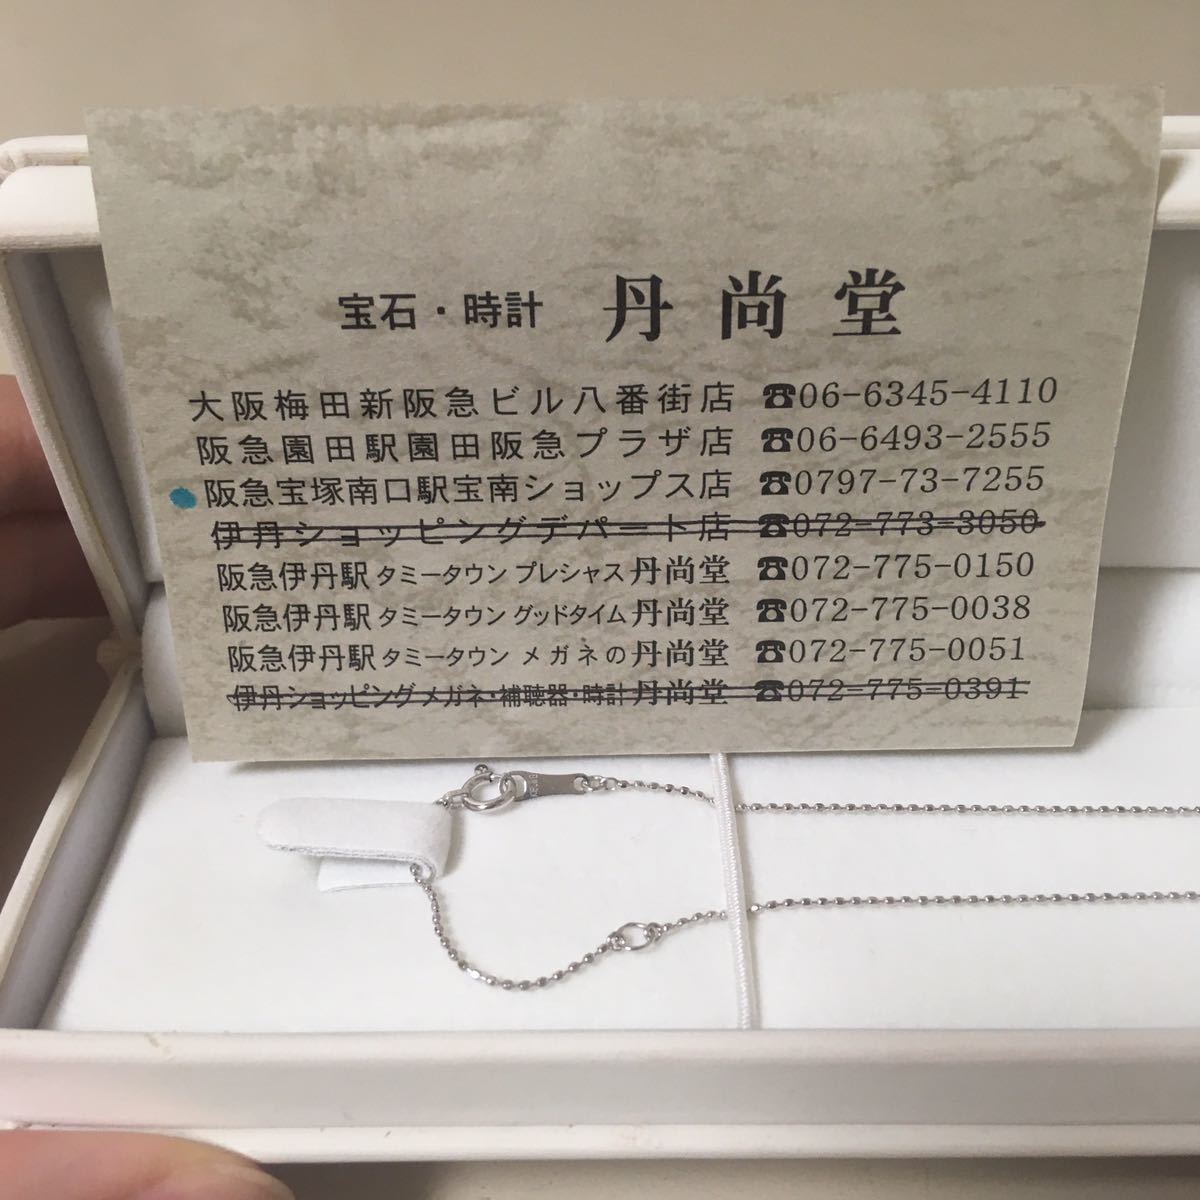 宝石・時計 丹尚堂
大阪梅田新阪急ビル八番街店 ☎06-6345-4110
阪急園田駅園田阪急プラザ店 ☎06-6493-2555
阪急宝塚南口駅宝南ショップス店 ☎0797-73-7255
伊丹ショッピングデパート店 ☎072-773-3050
阪急伊丹駅 タミータウン プレシャス 丹尚堂 ☎072-775-0150
阪急伊丹駅 タミータウン グッドタイム 丹尚堂 ☎072-775-0038
阪急伊丹駅 タミータウン メガネの 丹尚堂 ☎072-775-0051
伊丹ショッピングメガネ・補聴器・時計 丹尚堂 ☎072-775-0391